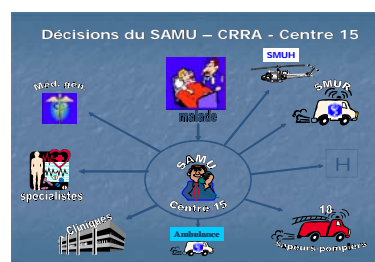 Décisions du SAMU – CRRA - Centre 15
SMUH
Med. gén
malade
SMUR
SAMU
Centre 15
H
spécialistes
Cliniques
Ambulance
18
sapeurs pompiers